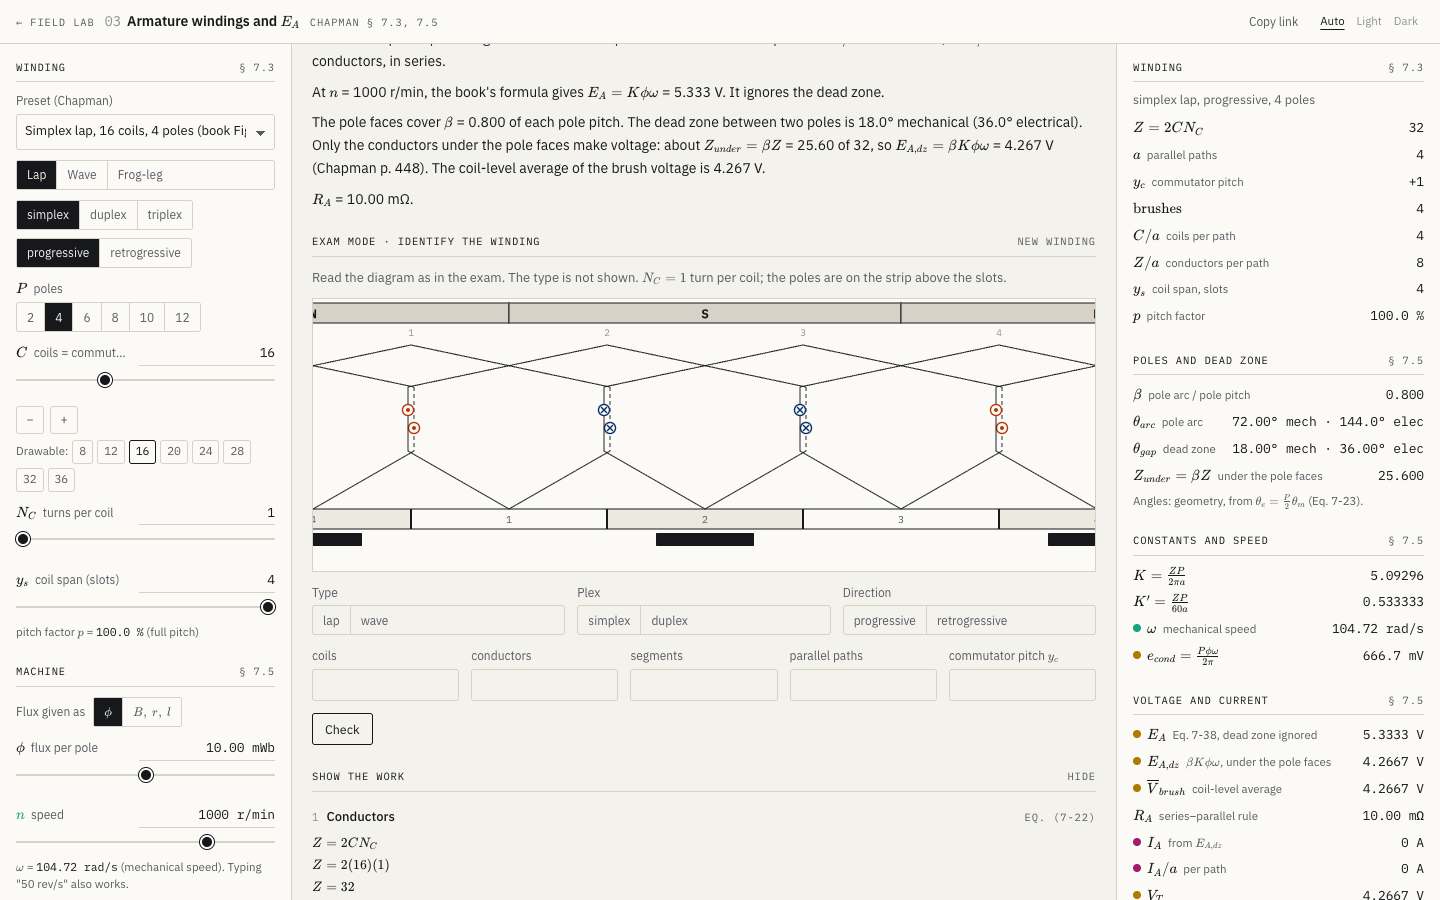 ← FIELD LAB 03 Armature windings and E_A CHAPMAN § 7.3, 7.5
Copy link Auto Light Dark
WINDING § 7.3
Preset (Chapman)
Simplex lap, 16 coils, 4 poles (book Fig
Lap Wave Frog-leg
simplex duplex triplex
progressive retrogressive
P poles
2 4 6 8 10 12
C coils = commut... 16
− +
Drawable: 8 12 16 20 24 28
32 36
N_C turns per coil 1
y_s coil span (slots) 4
pitch factor p = 100.0 % (full pitch)
MACHINE § 7.5
Flux given as ϕ B, r, l
ϕ flux per pole 10.00 mWb
n speed 1000 r/min
ω = 104.72 rad/s (mechanical speed). Typing
"50 rev/s" also works.
conductors, in series.
At n = 1000 r/min, the book's formula gives E_A = Kϕω = 5.333 V. It ignores the dead zone.
The pole faces cover β = 0.800 of each pole pitch. The dead zone between two poles is 18.0° mechanical (36.0° electrical).
Only the conductors under the pole faces make voltage: about Z_under = βZ = 25.60 of 32, so E_A,dz = βKϕω = 4.267 V
(Chapman p. 448). The coil-level average of the brush voltage is 4.267 V.
R_A = 10.00 mΩ.
EXAM MODE · IDENTIFY THE WINDING NEW WINDING
Read the diagram as in the exam. The type is not shown. N_C = 1 turn per coil; the poles are on the strip above the slots.
S
1 2 3 4
1 2 3
Type Plex Direction
lap wave simplex duplex progressive retrogressive
coils conductors segments parallel paths commutator pitch y_c
Check
SHOW THE WORK HIDE
1 Conductors EQ. (7-22)
Z = 2CN_C
Z = 2(16)(1)
Z = 32
WINDING § 7.3
simplex lap, progressive, 4 poles
Z = 2CN_C 32
a parallel paths 4
y_c commutator pitch +1
brushes 4
C/a coils per path 4
Z/a conductors per path 8
y_s coil span, slots 4
p pitch factor 100.0 %
POLES AND DEAD ZONE § 7.5
β pole arc / pole pitch 0.800
θ_arc pole arc 72.00° mech · 144.0° elec
θ_gap dead zone 18.00° mech · 36.00° elec
Z_under = βZ under the pole faces 25.600
Angles: geometry, from θ_e = P/2 θ_m (Eq. 7-23).
CONSTANTS AND SPEED § 7.5
K = ZP/2πa 5.09296
K′ = ZP/60a 0.533333
ω mechanical speed 104.72 rad/s
e_cond = Pϕω/2π 666.7 mV
VOLTAGE AND CURRENT § 7.5
E_A Eq. 7-38, dead zone ignored 5.3333 V
E_A,dz βKϕω, under the pole faces 4.2667 V
V̅_brush coil-level average 4.2667 V
R_A series–parallel rule 10.00 mΩ
I_A from E_A,dz 0 A
I_A/a per path 0 A
V_T 4.2667 V